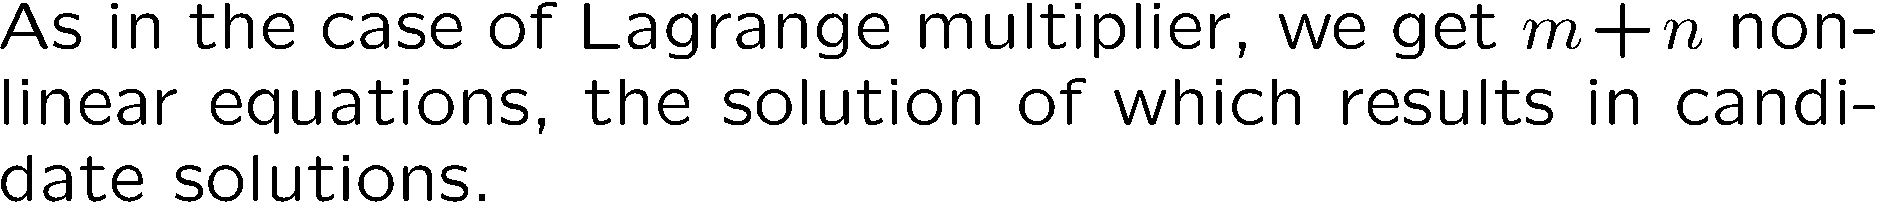 As in the case of Lagrange multiplier, we get m+n non-
linear equations, the solution of which results in candi-
date solutions.